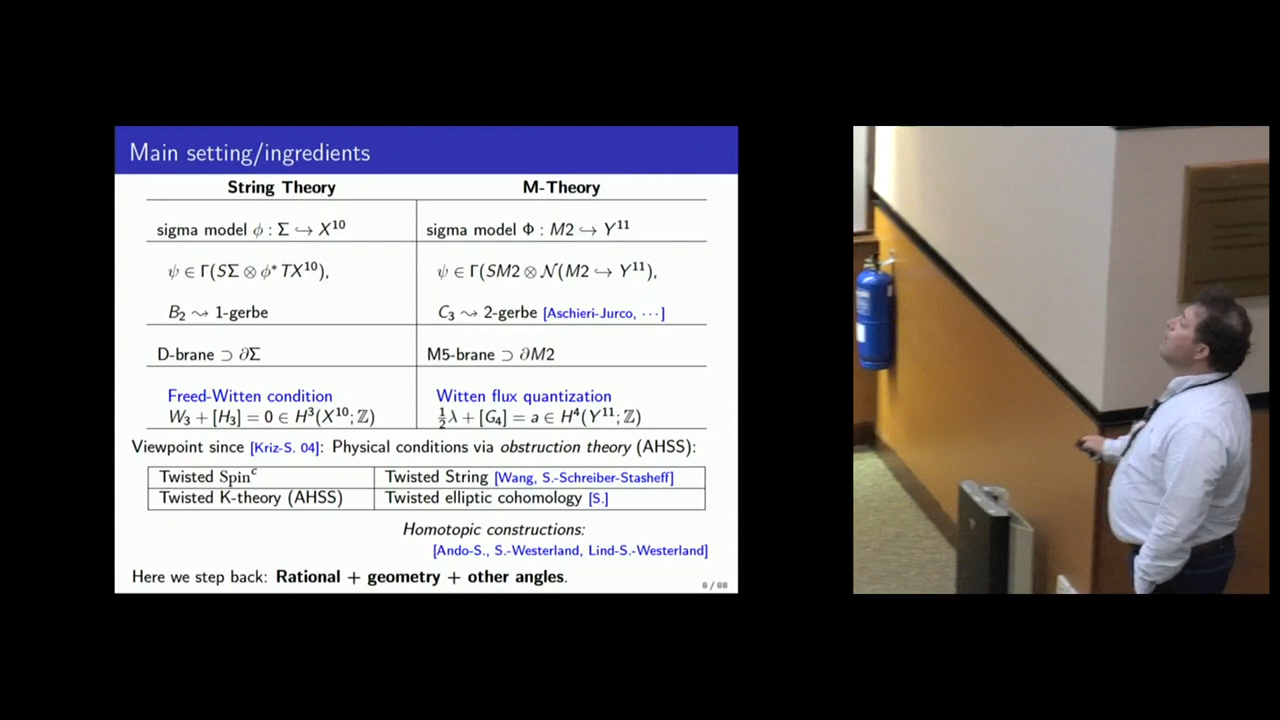 Main setting/ingredients
String Theory M-Theory
sigma model ϕ : Σ ↪ X¹⁰ sigma model Φ : M2 ↪ Y¹¹
ψ ∈ Γ(SΣ ⊗ ϕ* TX¹⁰), ψ ∈ Γ(SM2 ⊗ 𝒩(M2 ↪ Y¹¹),
B₂ ⇝ 1-gerbe C₃ ⇝ 2-gerbe [Aschieri-Jurco, ⋯]
D-brane ⊃ ∂Σ M5-brane ⊃ ∂M2
Freed-Witten condition Witten flux quantization
W₃ + [H₃] = 0 ∈ H³(X¹⁰; ℤ) ½λ + [G₄] = a ∈ H⁴(Y¹¹; ℤ)
Viewpoint since [Kriz-S. 04]: Physical conditions via obstruction theory (AHSS):
Twisted Spinᶜ Twisted String [Wang, S.-Schreiber-Stasheff]
Twisted K-theory (AHSS) Twisted elliptic cohomology [S.]
Homotopic constructions:
[Ando-S., S.-Westerland, Lind-S.-Westerland]
Here we step back: Rational + geometry + other angles.
8 / 88